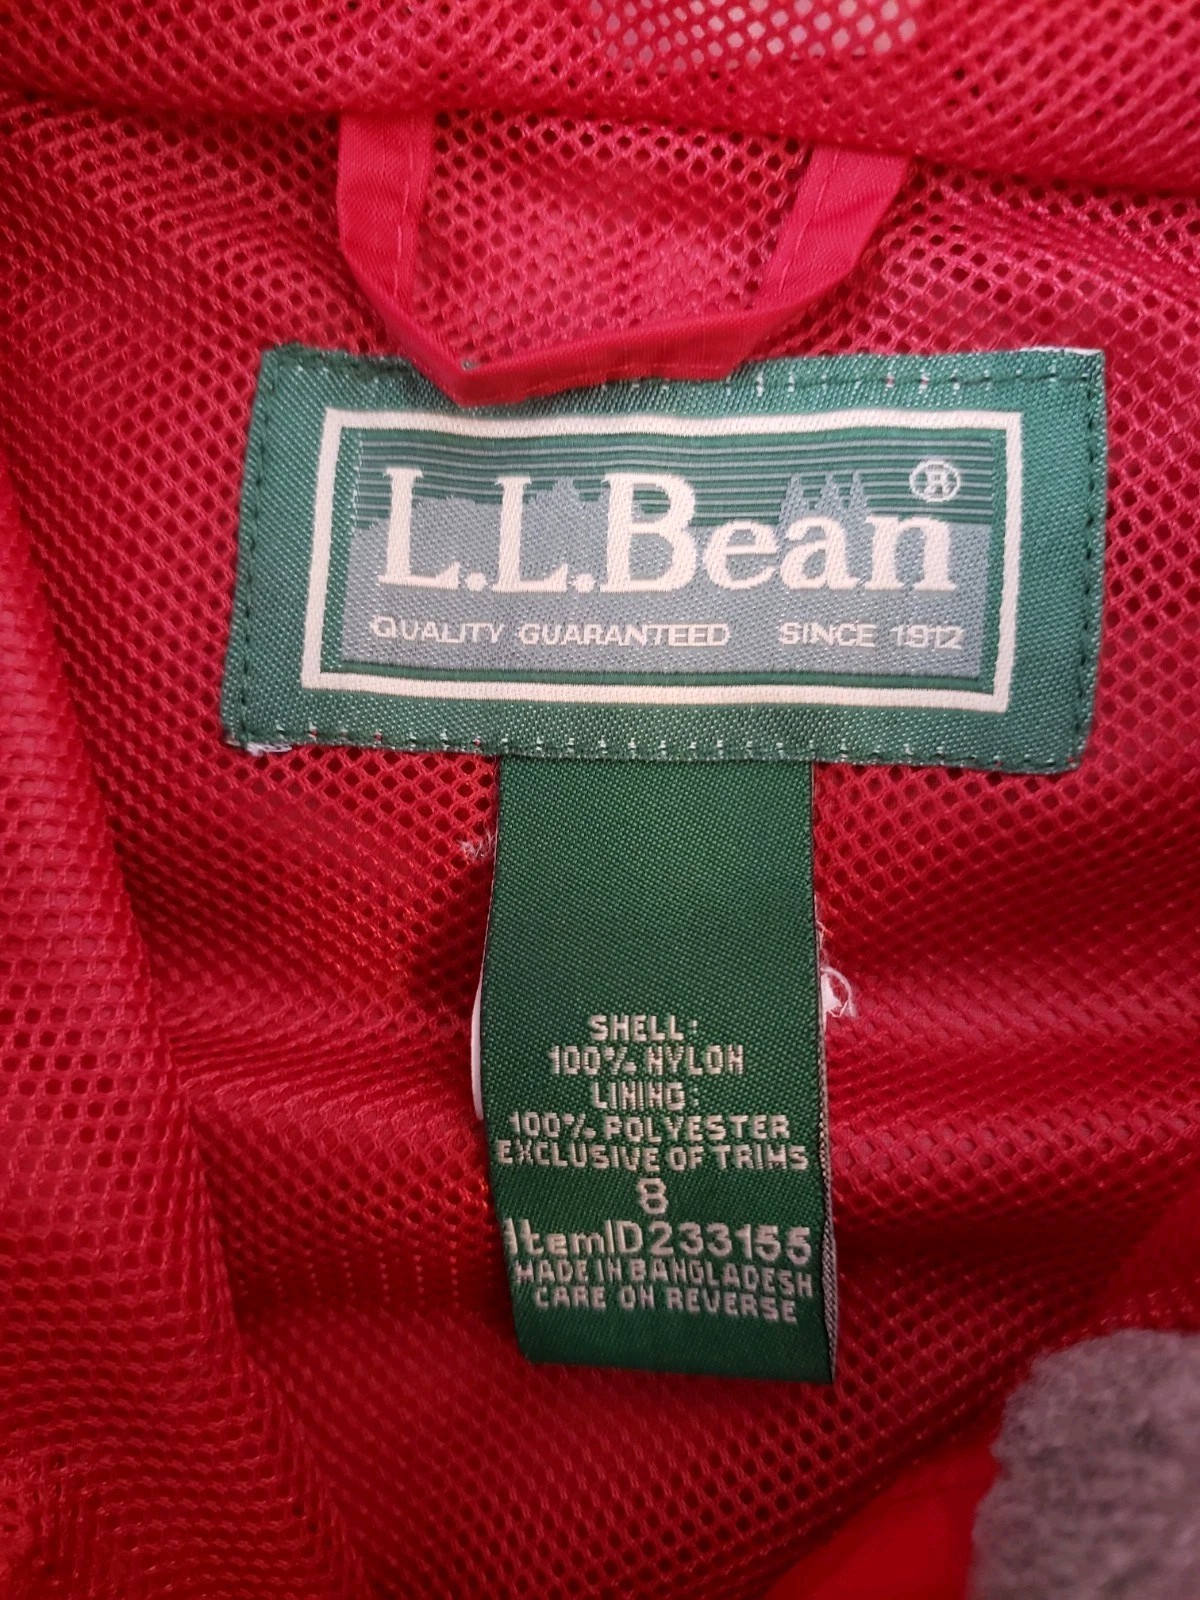 L.L.Bean®
QUALITY GUARANTEED SINCE 1912
SHELL:
100% NYLON
LINING:
100% POLYESTER
EXCLUSIVE OF TRIMS
8
ItemID233155
MADE IN BANGLADESH
CARE ON REVERSE